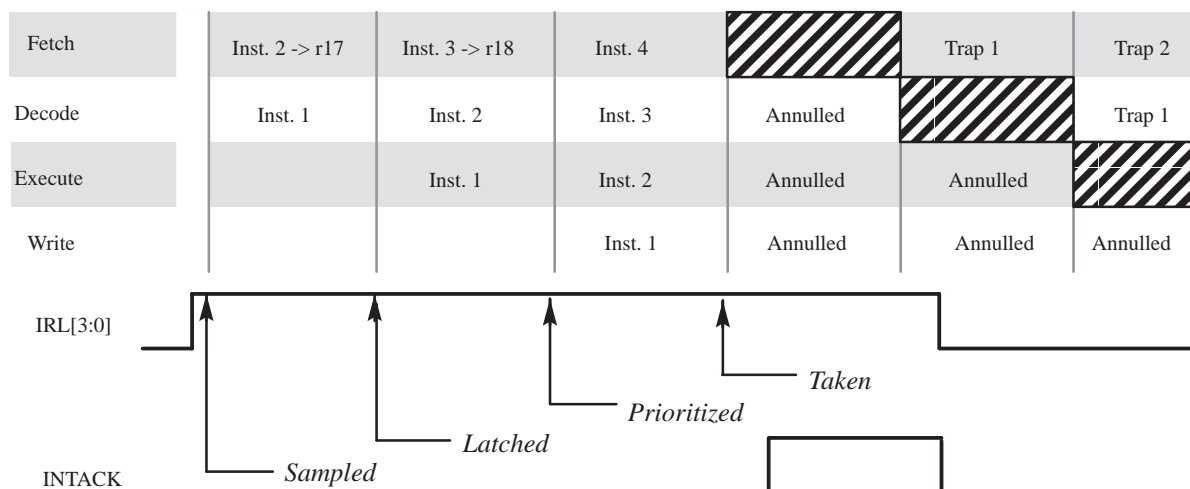 Fetch Inst. 2 -> r17 Inst. 3 -> r18 Inst. 4 Trap 1 Trap 2
Decode Inst. 1 Inst. 2 Inst. 3 Annulled Trap 1
Execute Inst. 1 Inst. 2 Annulled Annulled
Write Inst. 1 Annulled Annulled Annulled
IRL[3:0]
Taken
Prioritized
Latched
Sampled
INTACK